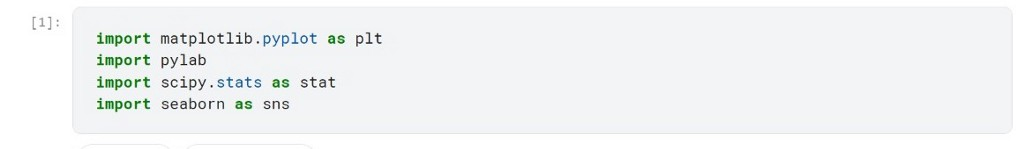 [1]:
import matplotlib.pyplot as plt
import pylab
import scipy.stats as stat
import seaborn as sns